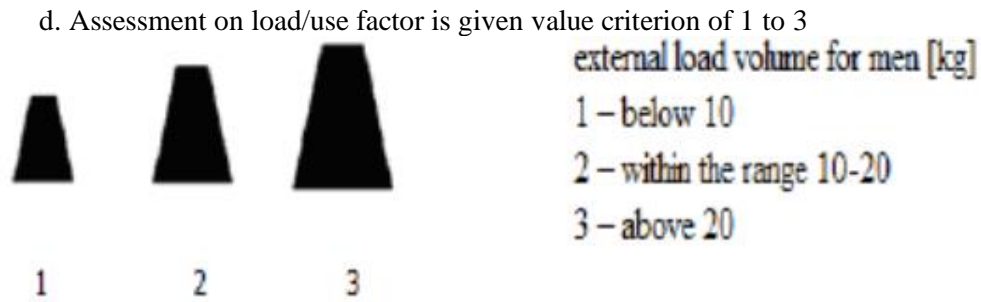 d. Assessment on load/use factor is given value criterion of 1 to 3
external load volume for men [kg]
1 – below 10
2 – within the range 10-20
3 – above 20
1 2 3